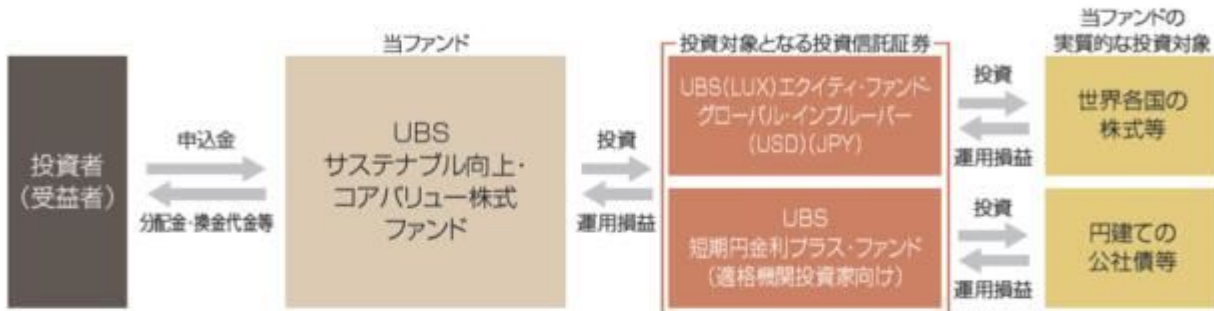 投資者
(受益者)
申込金
分配金・換金代金等
当ファンド
UBS
サステナブル向上・
コアバリュー株式
ファンド
投資
運用損益
投資対象となる投資信託証券
UBS(LUX)エクイティ・ファンド
グローバル・インプルーバー
(USD)(JPY)
UBS
短期円金利プラス・ファンド
(適格機関投資家向け)
投資
運用損益
投資
運用損益
当ファンドの
実質的な投資対象
世界各国の
株式等
円建ての
公社債等